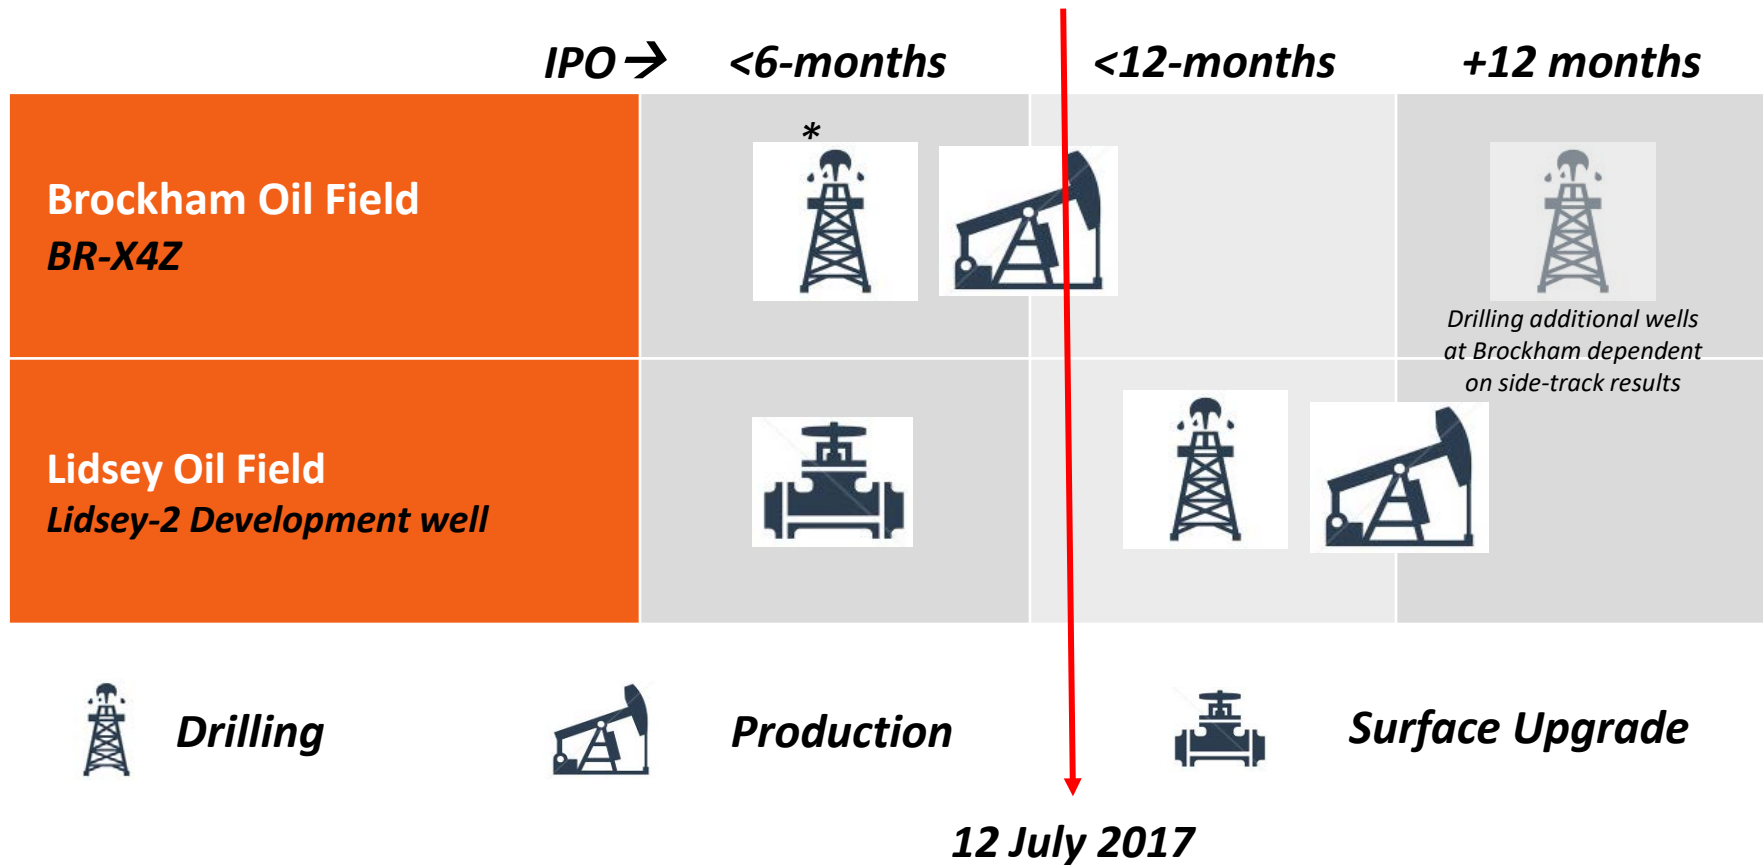 IPO → <6-months <12-months +12 months
*
Brockham Oil Field
BR-X4Z
Drilling additional wells
at Brockham dependent
on side-track results
Lidsey Oil Field
Lidsey-2 Development well
Drilling Production Surface Upgrade
12 July 2017